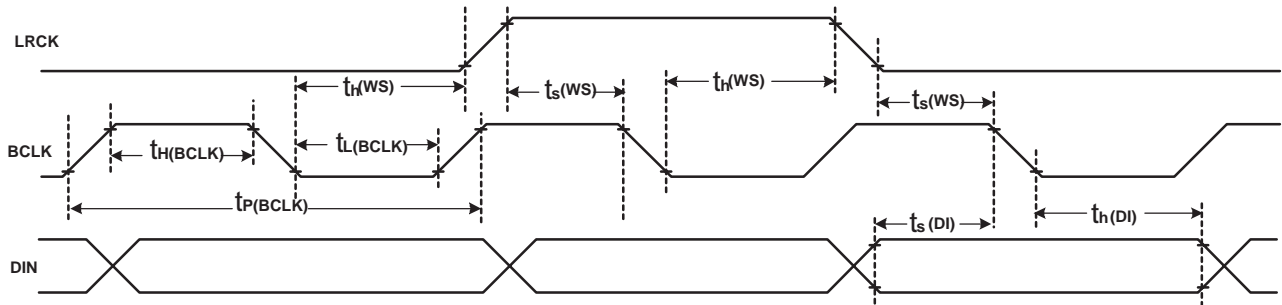 LRCK
th(WS)
ts(WS)
th(WS)
ts(WS)
BCLK
tH(BCLK)
tL(BCLK)
tP(BCLK)
ts(DI)
th(DI)
DIN